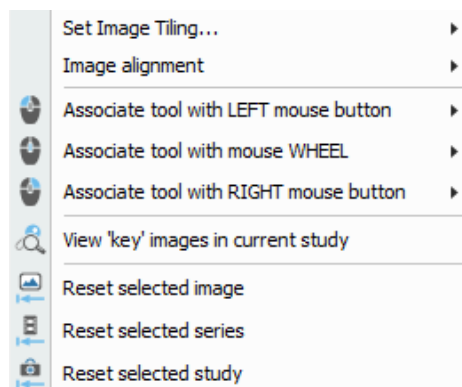 Set Image Tiling...
Image alignment
Associate tool with LEFT mouse button
Associate tool with mouse WHEEL
Associate tool with RIGHT mouse button
View 'key' images in current study
Reset selected image
Reset selected series
Reset selected study